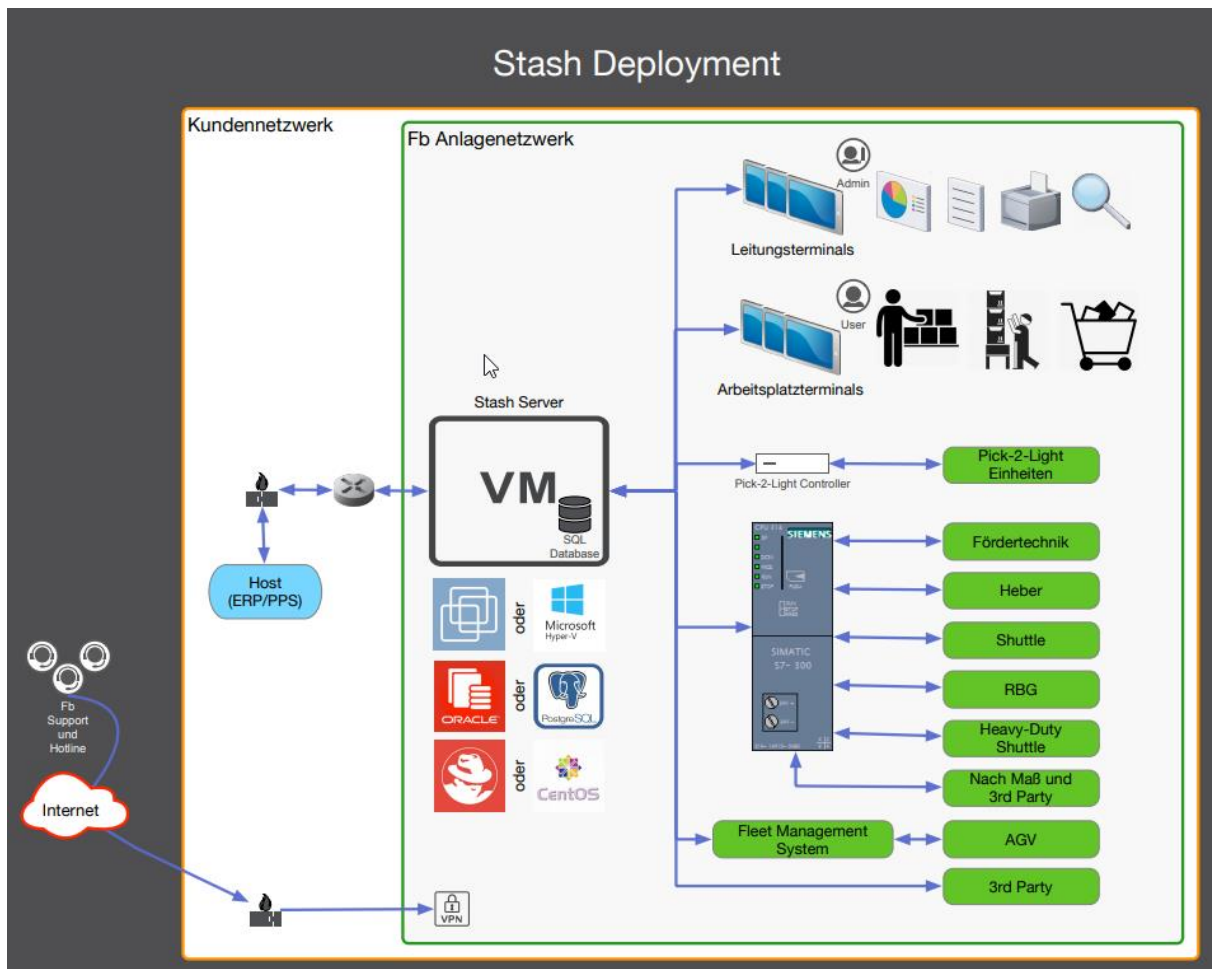 Stash Deployment
Kundennetzwerk
Fb Anlagenetzwerk
Admin
Leitungsterminals
User
Arbeitsplatzterminals
Stash Server
VM
SQL
Database
Pick-2-Light Controller
Pick-2-Light
Einheiten
SIEMENS
SIMATIC
S7-300
Fördertechnik
Heber
Shuttle
RBG
Heavy-Duty
Shuttle
Nach Maß und
3rd Party
Fleet Management
System
AGV
3rd Party
Host
(ERP/PPS)
oder
Microsoft
Hyper-V
ORACLE
oder
PostgreSQL
oder
CentOS
Fb
Support
und
Hotline
Internet
VPN